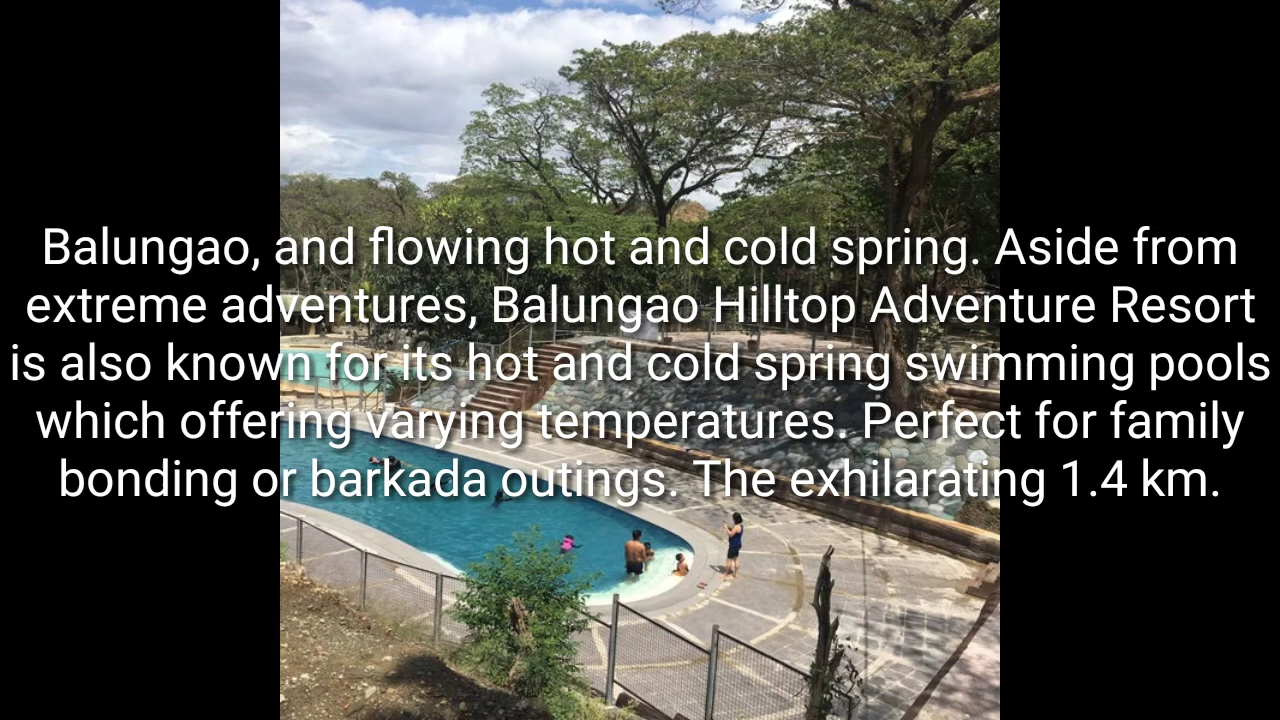 Balungao, and flowing hot and cold spring. Aside from
extreme adventures, Balungao Hilltop Adventure Resort
is also known for its hot and cold spring swimming pools
which offering varying temperatures. Perfect for family
bonding or barkada outings. The exhilarating 1.4 km.